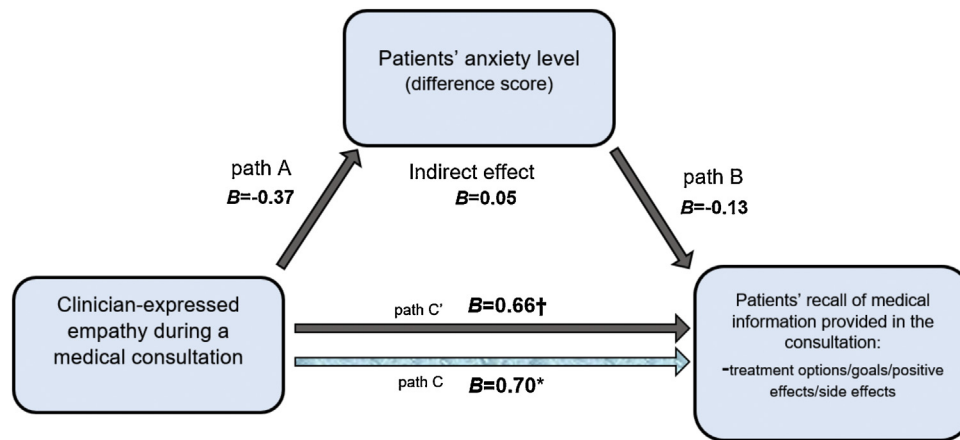 Patients' anxiety level
(difference score)
path A
B=-0.37
Indirect effect
B=0.05
path B
B=-0.13
Clinician-expressed
empathy during a
medical consultation
path C' B=0.66†
path C B=0.70*
Patients' recall of medical
information provided in the
consultation:
-treatment options/goals/positive
effects/side effects